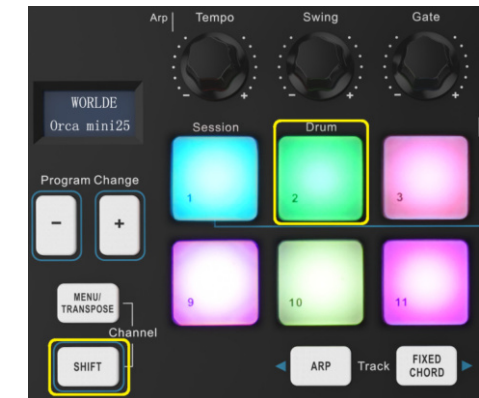 Arp Tempo Swing Gate
WORLDE
Orca mini25
Session Drum
Program Change
1 2 3
- +
MENU/
TRANSPOSE
9 10 11
Channel
SHIFT
ARP Track FIXED
CHORD